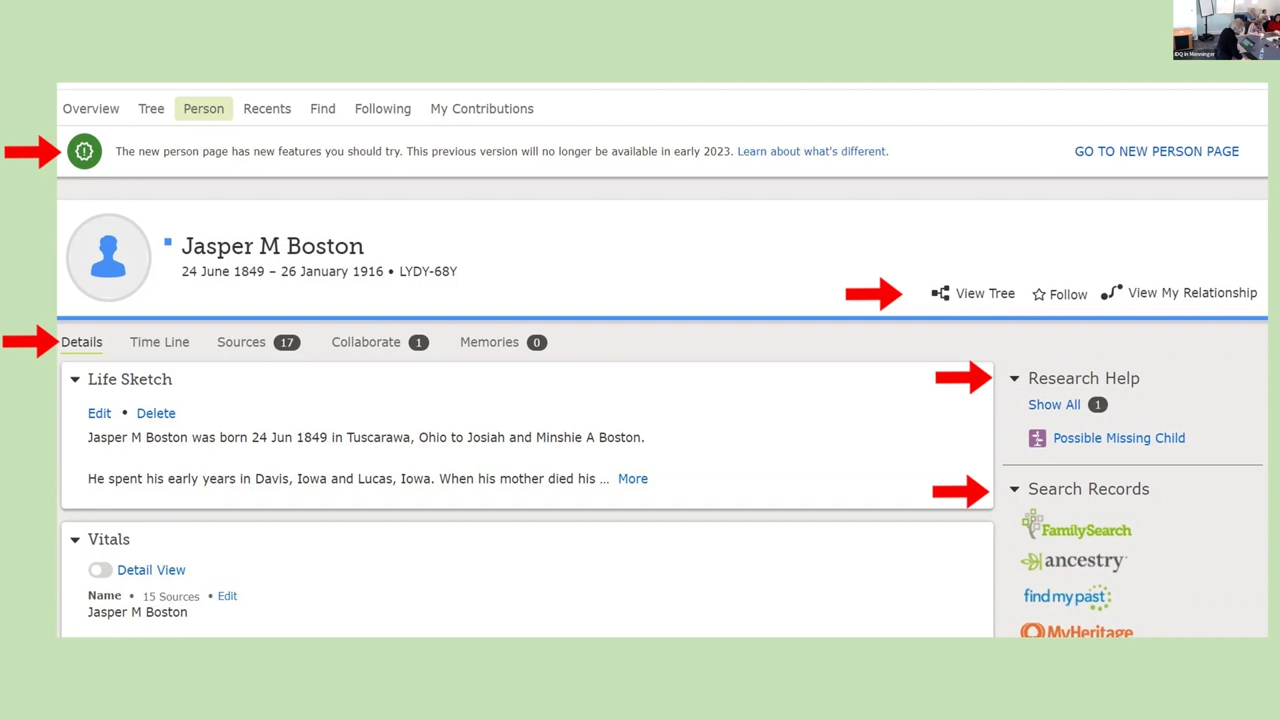 IDQ in Menninger
Overview Tree Person Recents Find Following My Contributions
The new person page has new features you should try. This previous version will no longer be available in early 2023. Learn about what's different. GO TO NEW PERSON PAGE
Jasper M Boston
24 June 1849 – 26 January 1916 • LYDY-68Y
View Tree Follow View My Relationship
Details Time Line Sources 17 Collaborate 1 Memories 0
Life Sketch
Edit • Delete
Jasper M Boston was born 24 Jun 1849 in Tuscarawa, Ohio to Josiah and Minshie A Boston.
He spent his early years in Davis, Iowa and Lucas, Iowa. When his mother died his ... More
Vitals
Detail View
Name • 15 Sources • Edit
Jasper M Boston
Research Help
Show All 1
Possible Missing Child
Search Records
FamilySearch
ancestry
findmypast
MyHeritage